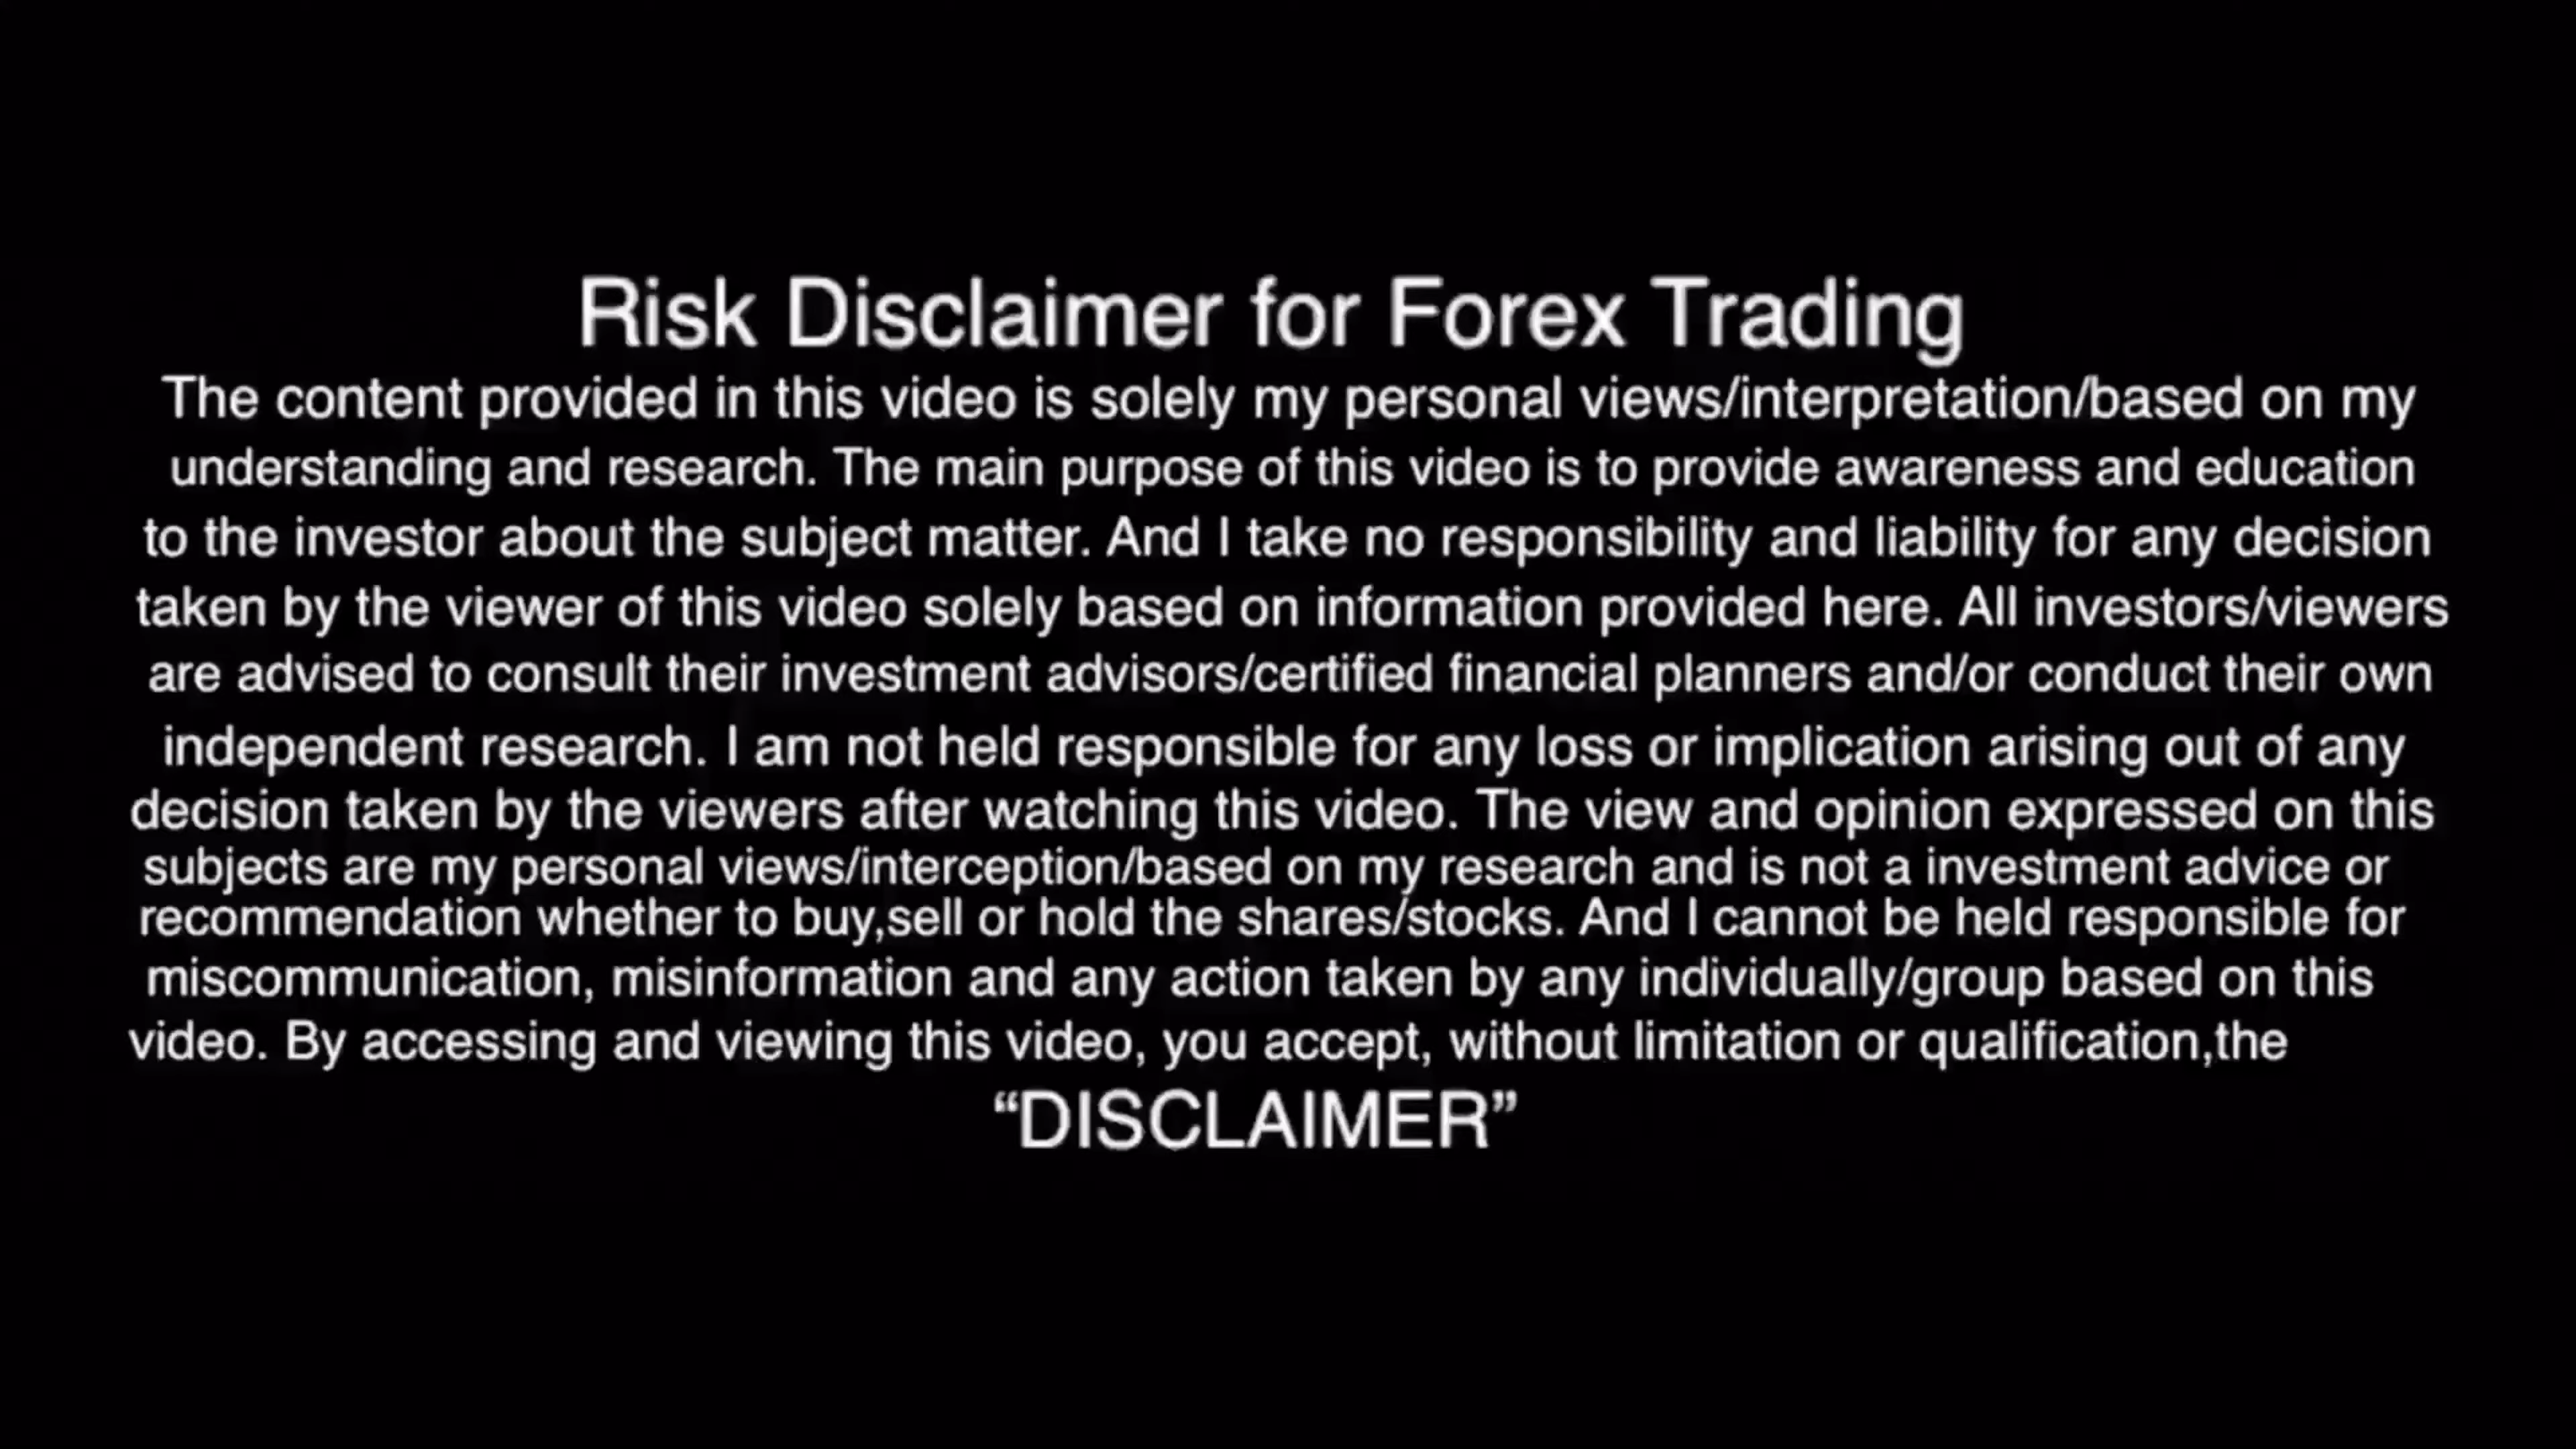 Risk Disclaimer for Forex Trading
The content provided in this video is solely my personal views/interpretation/based on my
understanding and research. The main purpose of this video is to provide awareness and education
to the investor about the subject matter. And I take no responsibility and liability for any decision
taken by the viewer of this video solely based on information provided here. All investors/viewers
are advised to consult their investment advisors/certified financial planners and/or conduct their own
independent research. I am not held responsible for any loss or implication arising out of any
decision taken by the viewers after watching this video. The view and opinion expressed on this
subjects are my personal views/interception/based on my research and is not a investment advice or
recommendation whether to buy,sell or hold the shares/stocks. And I cannot be held responsible for
miscommunication, misinformation and any action taken by any individually/group based on this
video. By accessing and viewing this video, you accept, without limitation or qualification,the
“DISCLAIMER”